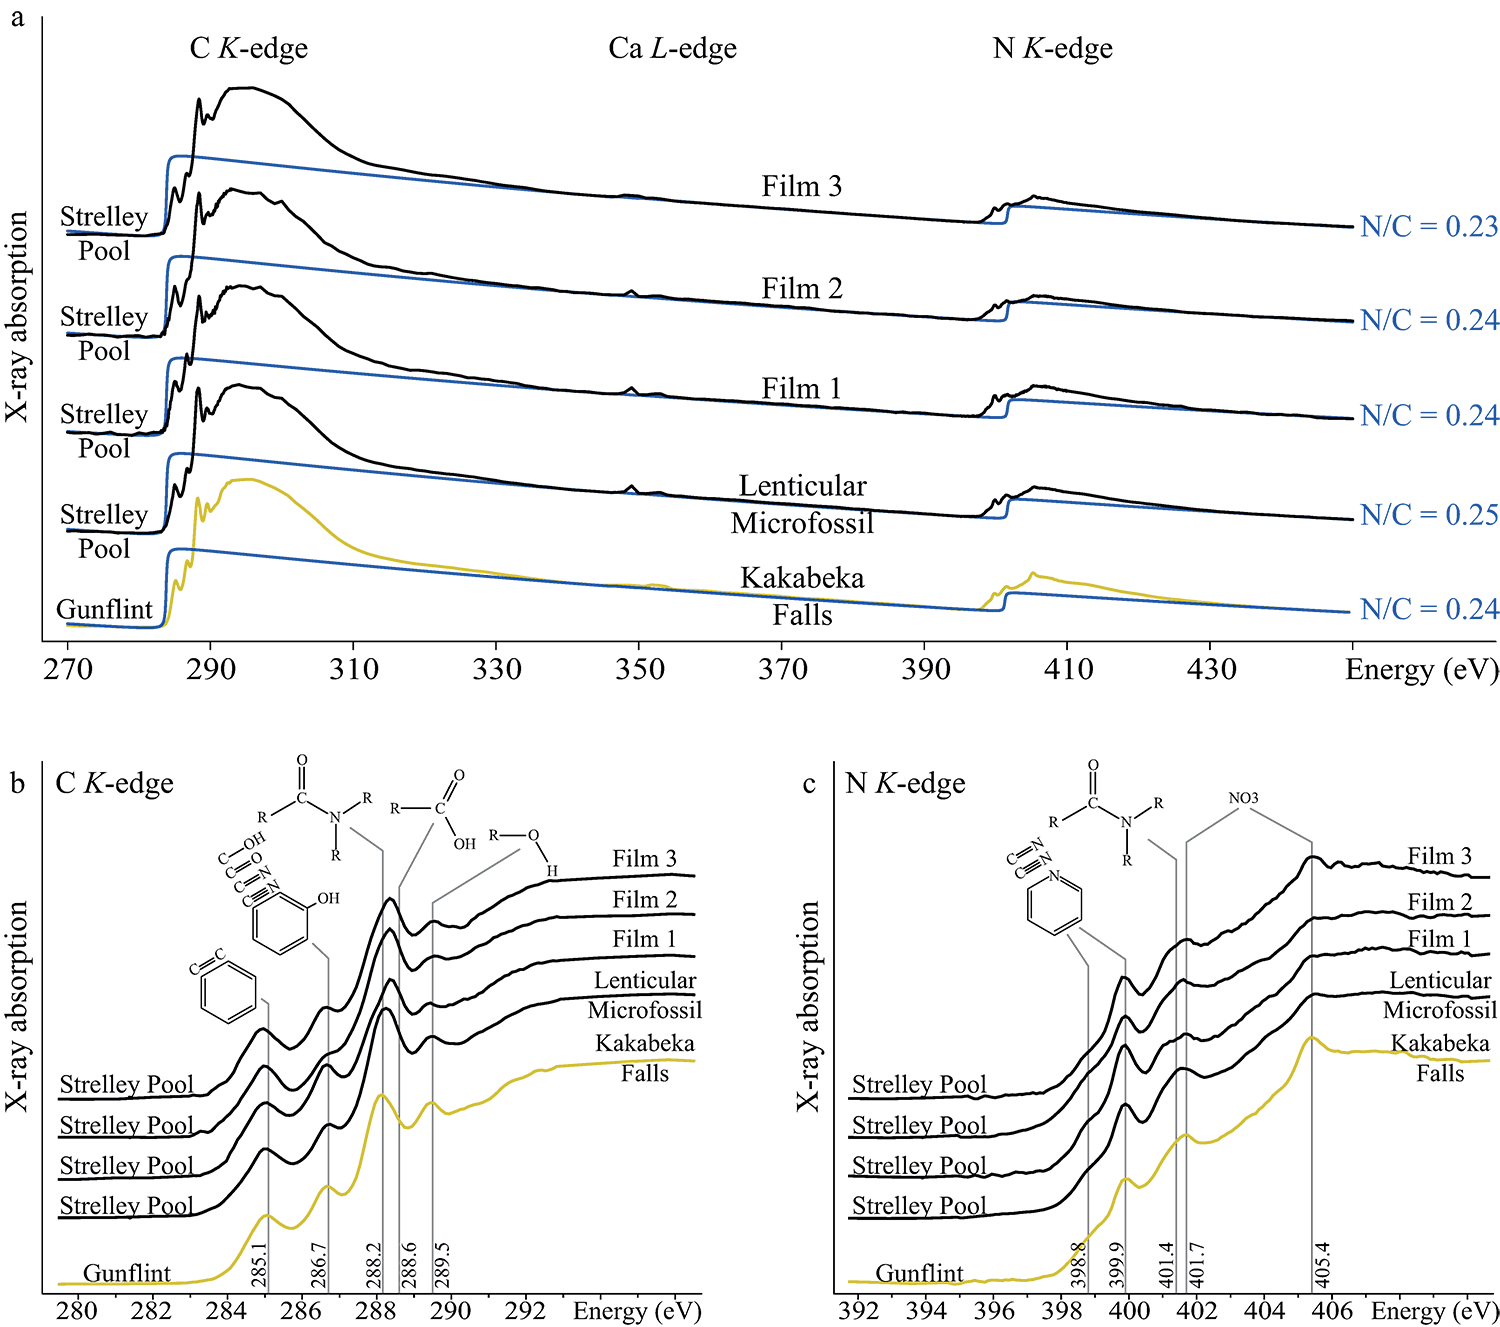 a
C K-edge
Ca L-edge
N K-edge
X-ray absorption
Strelley
Pool
Film 3
N/C = 0.23
Strelley
Pool
Film 2
N/C = 0.24
Strelley
Pool
Film 1
N/C = 0.24
Strelley
Pool
Lenticular
Microfossil
N/C = 0.25
Gunflint
Kakabeka
Falls
N/C = 0.24
270 290 310 330 350 370 390 410 430 Energy (eV)
b
C K-edge
X-ray absorption
O
C
R
N
R
R
O
R
C
OH
R
O
H
C
OH
C
O
C
N
C
N
OH
C
C
Film 3
Film 2
Film 1
Lenticular
Microfossil
Kakabeka
Falls
Strelley Pool
Strelley Pool
Strelley Pool
Strelley Pool
Gunflint
285.1
286.7
288.2
288.6
289.5
280 282 284 286 288 290 292 Energy (eV)
c
N K-edge
X-ray absorption
O
C
R
N
R
R
NO3
C
N
C
N
N
Film 3
Film 2
Film 1
Lenticular
Microfossil
Kakabeka
Falls
Strelley Pool
Strelley Pool
Strelley Pool
Strelley Pool
Gunflint
398.8
399.9
401.4
401.7
405.4
392 394 396 398 400 402 404 406 Energy (eV)